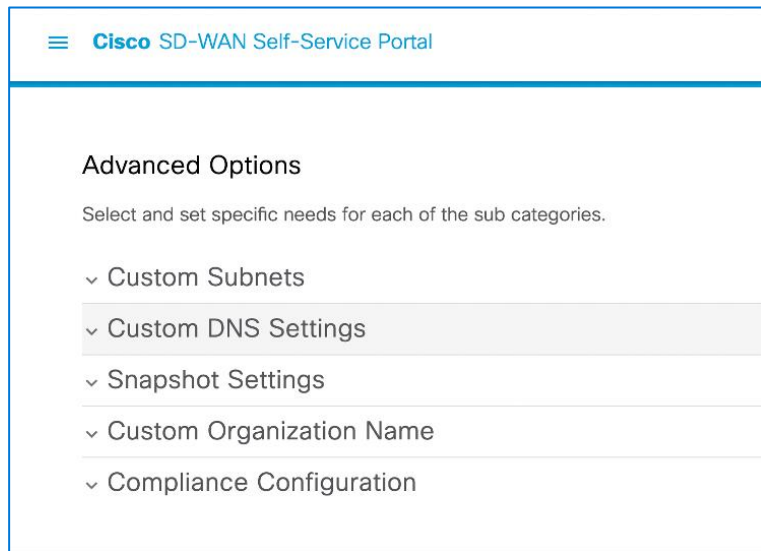 Cisco SD-WAN Self-Service Portal
Advanced Options
Select and set specific needs for each of the sub categories.
Custom Subnets
Custom DNS Settings
Snapshot Settings
Custom Organization Name
Compliance Configuration